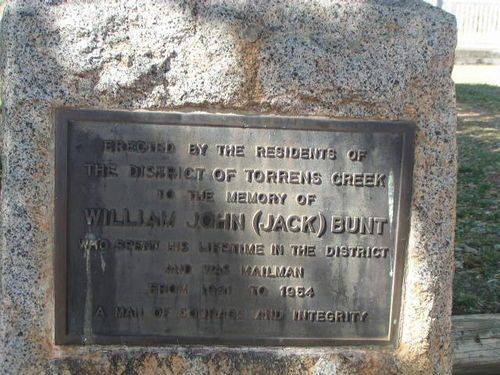 ERECTED BY THE RESIDENTS OF
THE DISTRICT OF TORRENS CREEK
TO THE MEMORY OF
WILLIAM JOHN (JACK) BUNT
WHO SPENT HIS LIFETIME IN THE DISTRICT
AND WAS MAILMAN
FROM TO 1954
A MAN OF COURAGE AND INTEGRITY